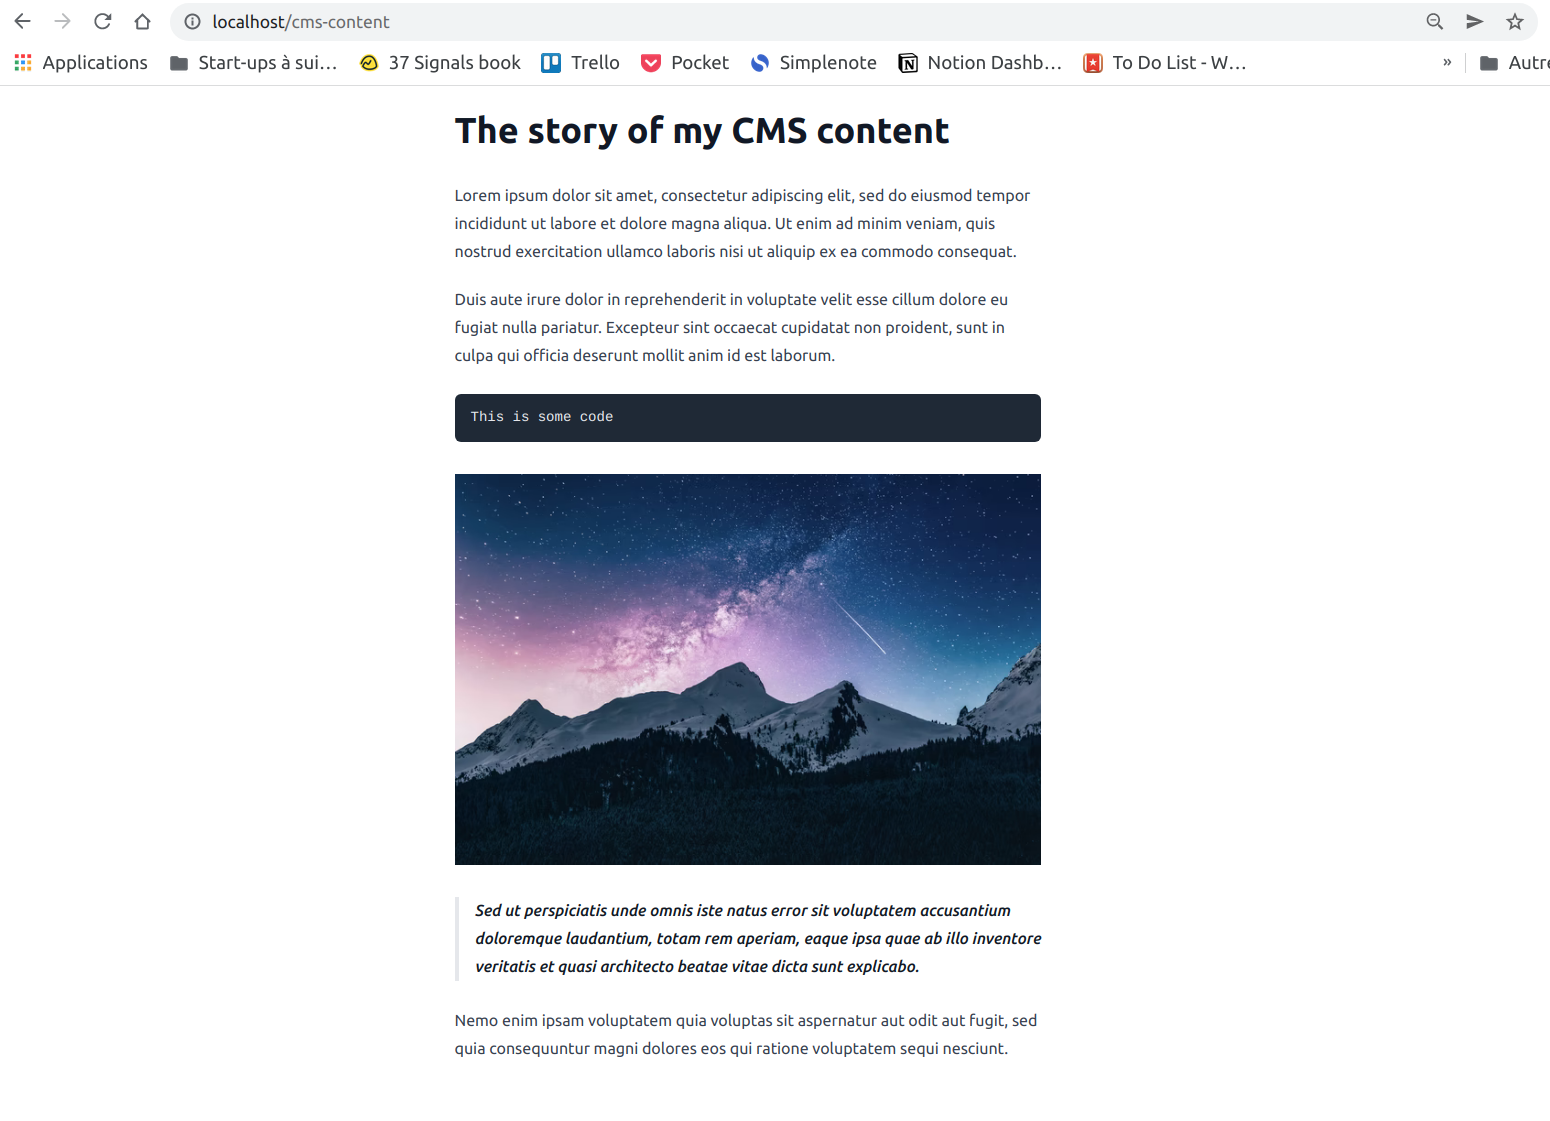 localhost/cms-content
Applications Start-ups à sui... 37 Signals book Trello Pocket Simplenote Notion Dashb... To Do List - W... » Autre
The story of my CMS content
Lorem ipsum dolor sit amet, consectetur adipiscing elit, sed do eiusmod tempor
incididunt ut labore et dolore magna aliqua. Ut enim ad minim veniam, quis
nostrud exercitation ullamco laboris nisi ut aliquip ex ea commodo consequat.
Duis aute irure dolor in reprehenderit in voluptate velit esse cillum dolore eu
fugiat nulla pariatur. Excepteur sint occaecat cupidatat non proident, sunt in
culpa qui officia deserunt mollit anim id est laborum.
This is some code
Sed ut perspiciatis unde omnis iste natus error sit voluptatem accusantium
doloremque laudantium, totam rem aperiam, eaque ipsa quae ab illo inventore
veritatis et quasi architecto beatae vitae dicta sunt explicabo.
Nemo enim ipsam voluptatem quia voluptas sit aspernatur aut odit aut fugit, sed
quia consequuntur magni dolores eos qui ratione voluptatem sequi nesciunt.